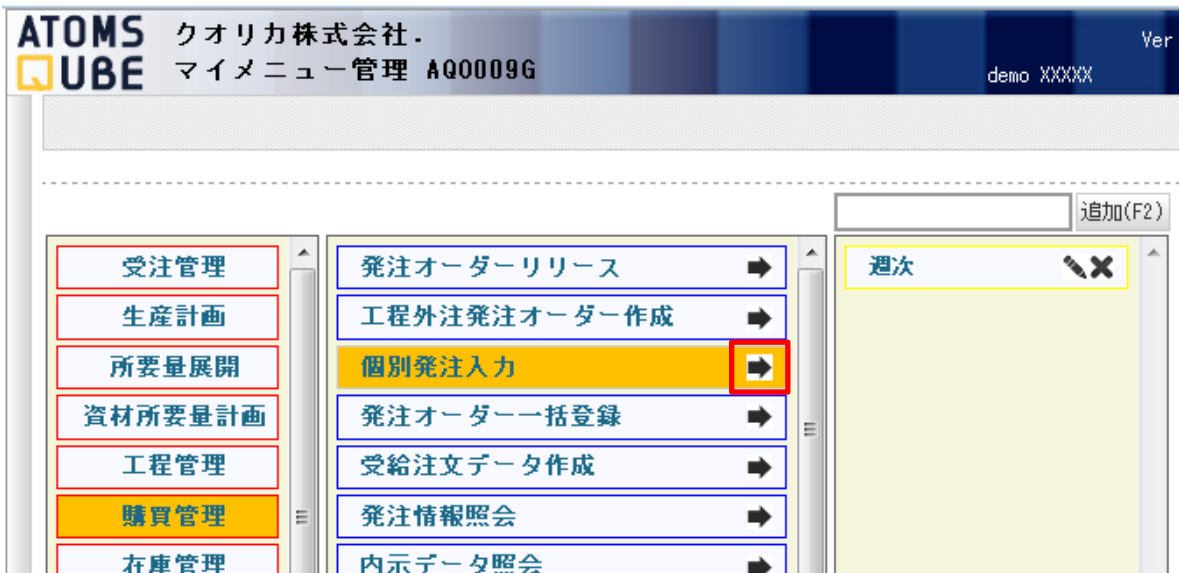 ATOMS QUBE
クオリカ株式会社.
マイメニュー管理 AQ0009G
Ver
demo XXXXX
追加(F2)
受注管理
生産計画
所要量展開
資材所要量計画
工程管理
購買管理
在庫管理
発注オーダーリリース
工程外注発注オーダー作成
個別発注入力
発注オーダー一括登録
受給注文データ作成
発注情報照会
内示データ照会
週次